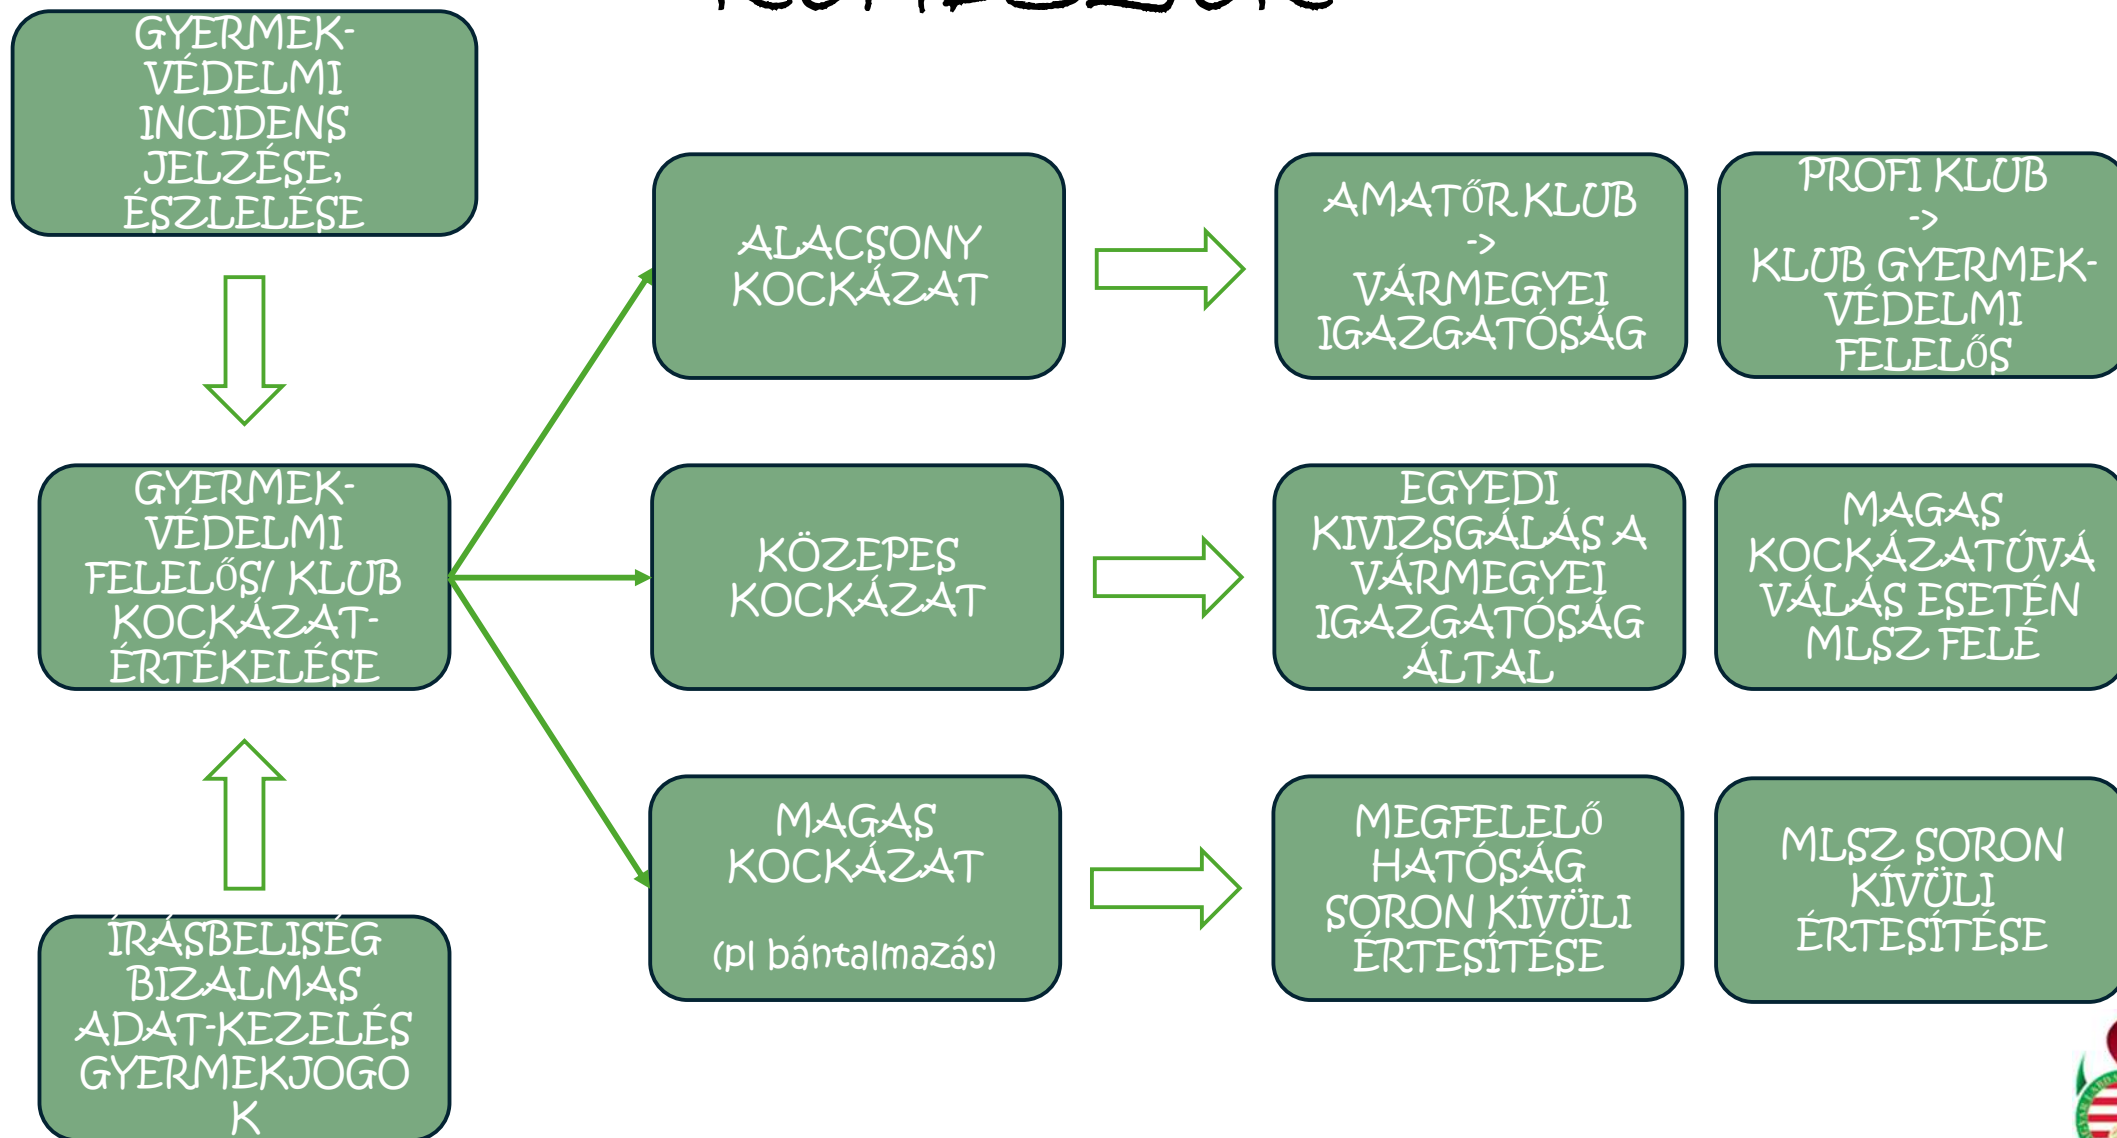 GYERMEK-
VÉDELMI
INCIDENS
JELZÉSE,
ÉSZLELÉSE
GYERMEK-
VÉDELMI
FELELŐS/ KLUB
KOCKÁZAT-
ÉRTÉKELÉSE
ÍRÁSBELISÉG
BIZALMAS
ADAT-KEZELÉS
GYERMEKJOGO
K
ALACSONY
KOCKÁZAT
AMATŐR KLUB
->
VÁRMEGYEI
IGAZGATÓSÁG
PROFI KLUB
->
KLUB GYERMEK-
VÉDELMI
FELELŐS
KÖZEPES
KOCKÁZAT
EGYEDI
KIVIZSGÁLÁS A
VÁRMEGYEI
IGAZGATÓSÁG
ÁLTAL
MAGAS
KOCKÁZATÚVÁ
VÁLÁS ESETÉN
MLSZ FELÉ
MAGAS
KOCKÁZAT
(pl bántalmazás)
MEGFELELŐ
HATÓSÁG
SORON KÍVÜLI
ÉRTESÍTÉSE
MLSZ SORON
KÍVÜLI
ÉRTESÍTÉSE